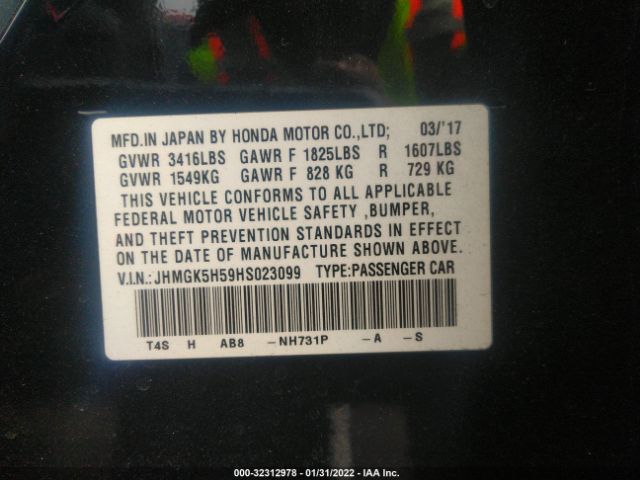 MFD.IN JAPAN BY HONDA MOTOR CO.,LTD; 03/'17
GVWR 3416LBS GAWR F 1825LBS R 1607LBS
GVWR 1549KG GAWR F 828 KG R 729 KG
THIS VEHICLE CONFORMS TO ALL APPLICABLE
FEDERAL MOTOR VEHICLE SAFETY ,BUMPER,
AND THEFT PREVENTION STANDARDS IN EFFECT
ON THE DATE OF MANUFACTURE SHOWN ABOVE.
V.I.N.: JHMGK5H59HS023099 TYPE:PASSENGER CAR
T4S H AB8 -NH731P -A -S
000-32312978 - 01/31/2022 - IAA Inc.